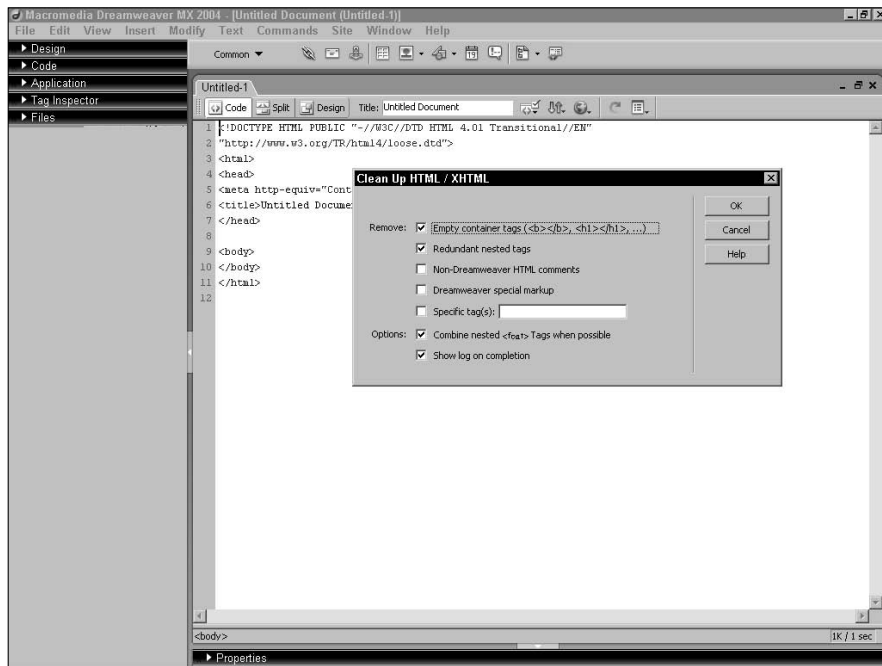 Macromedia Dreamweaver MX 2004 - [Untitled Document (Untitled-1)]
File Edit View Insert Modify Text Commands Site Window Help
Design
Code
Application
Tag Inspector
Files
Common
Untitled-1
Code Split Design Title: Untitled Document
1 <!DOCTYPE HTML PUBLIC "-//W3C//DTD HTML 4.01 Transitional//EN"
2 "http://www.w3.org/TR/html4/loose.dtd">
3 <html>
4 <head>
5 <meta http-equiv="Cont
6 <title>Untitled Docume
7 </head>
8
9 <body>
10 </body>
11 </html>
12
Clean Up HTML / XHTML
Remove: Empty container tags (<b></b>, <h1></h1>, ...)
Redundant nested tags
Non-Dreamweaver HTML comments
Dreamweaver special markup
Specific tag(s):
Options: Combine nested <font> Tags when possible
Show log on completion
OK
Cancel
Help
<body>
1K / 1 sec
Properties